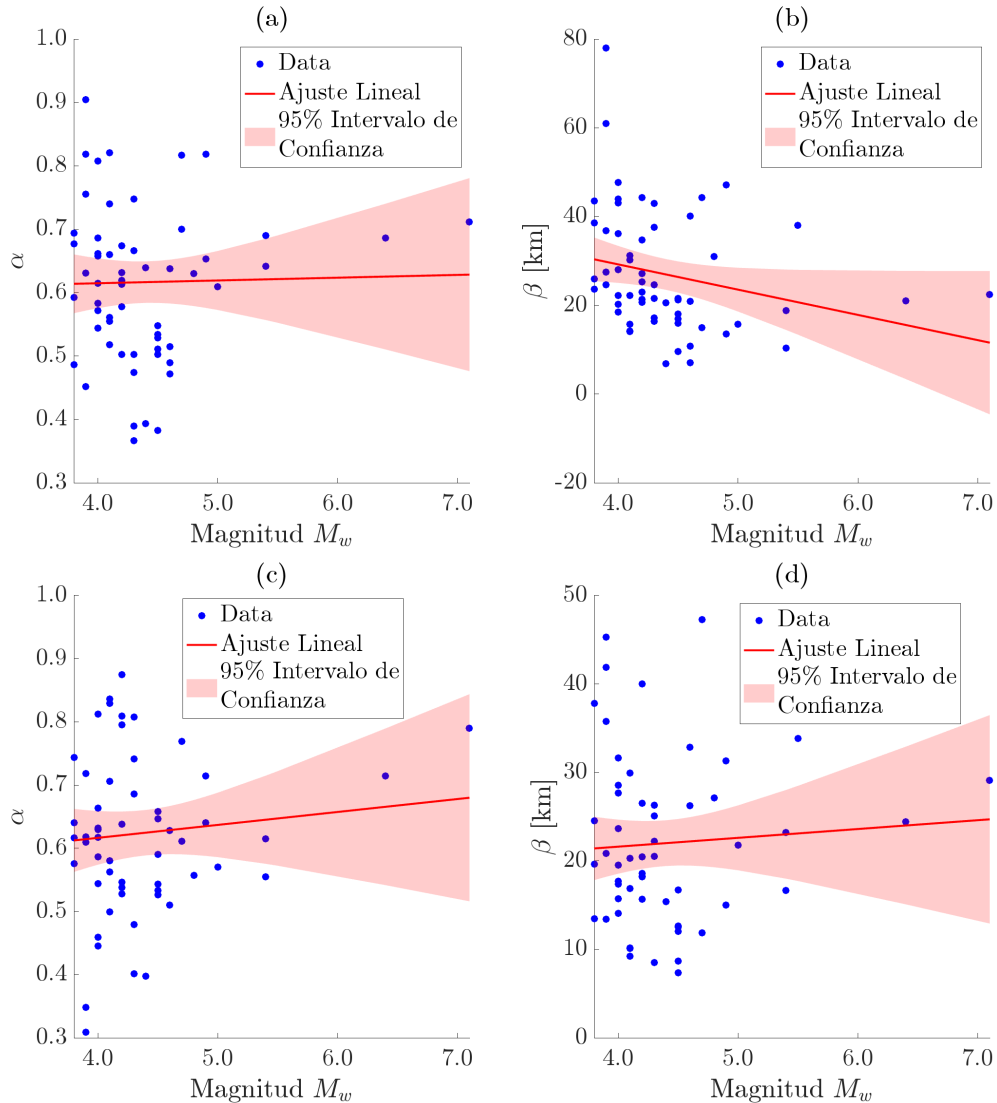 (a)
1.0
0.9
0.8
0.7
0.6
0.5
0.4
0.3
α
4.0 5.0 6.0 7.0
Magnitud Mw
Data
Ajuste Lineal
95% Intervalo de
Confianza
(b)
80
60
40
20
0
-20
β [km]
4.0 5.0 6.0 7.0
Magnitud Mw
Data
Ajuste Lineal
95% Intervalo de
Confianza
(c)
1.0
0.9
0.8
0.7
0.6
0.5
0.4
0.3
α
4.0 5.0 6.0 7.0
Magnitud Mw
Data
Ajuste Lineal
95% Intervalo de
Confianza
(d)
50
40
30
20
10
0
β [km]
4.0 5.0 6.0 7.0
Magnitud Mw
Data
Ajuste Lineal
95% Intervalo de
Confianza